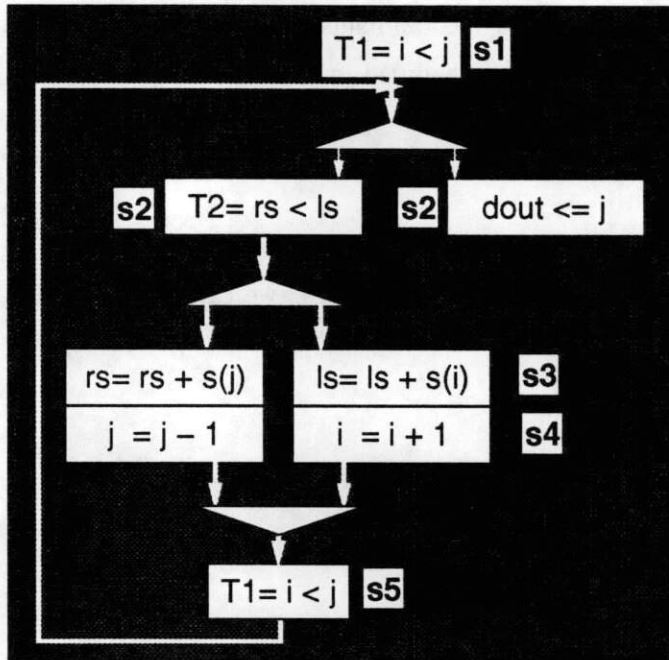 T1= i < j s1
s2 T2= rs < ls s2 dout <= j
rs= rs + s(j) ls= ls + s(i) s3
j = j – 1 i = i + 1 s4
T1= i < j s5